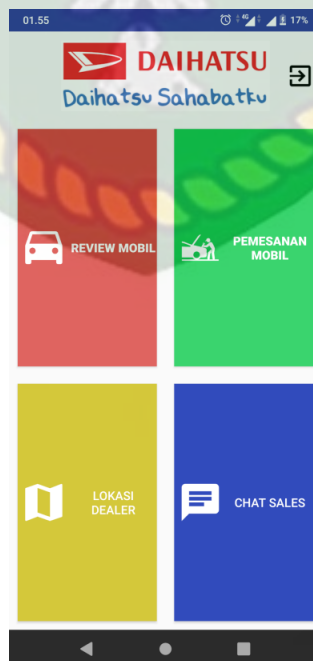 01.55
4G
17%
DAIHATSU
Daihatsu Sahabatku
REVIEW MOBIL
PEMESANAN
MOBIL
LOKASI
DEALER
CHAT SALES